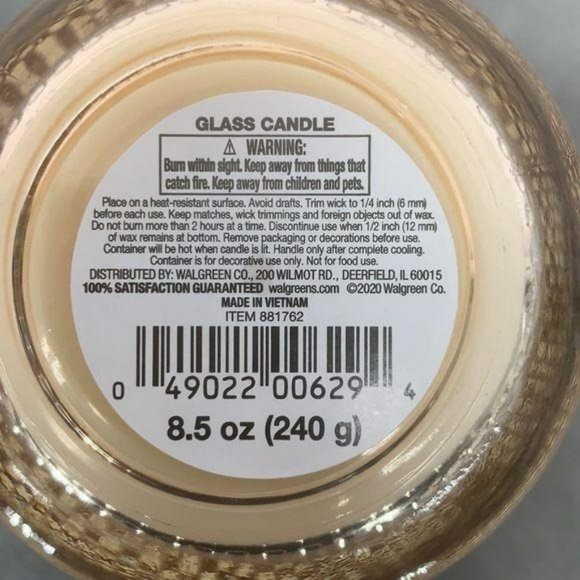 GLASS CANDLE
⚠ WARNING:
Burn within sight. Keep away from things that
catch fire. Keep away from children and pets.
Place on a heat-resistant surface. Avoid drafts. Trim wick to 1/4 inch (6 mm)
before each use. Keep matches, wick trimmings and foreign objects out of wax.
Do not burn more than 2 hours at a time. Discontinue use when 1/2 inch (12 mm)
of wax remains at bottom. Remove packaging or decorations before use.
Container will be hot when candle is lit. Handle only after complete cooling.
Container is for decorative use only. Not for food use.
DISTRIBUTED BY: WALGREEN CO., 200 WILMOT RD., DEERFIELD, IL 60015
100% SATISFACTION GUARANTEED walgreens.com ©2020 Walgreen Co.
MADE IN VIETNAM
ITEM 881762
0 49022 00629 4
8.5 oz (240 g)